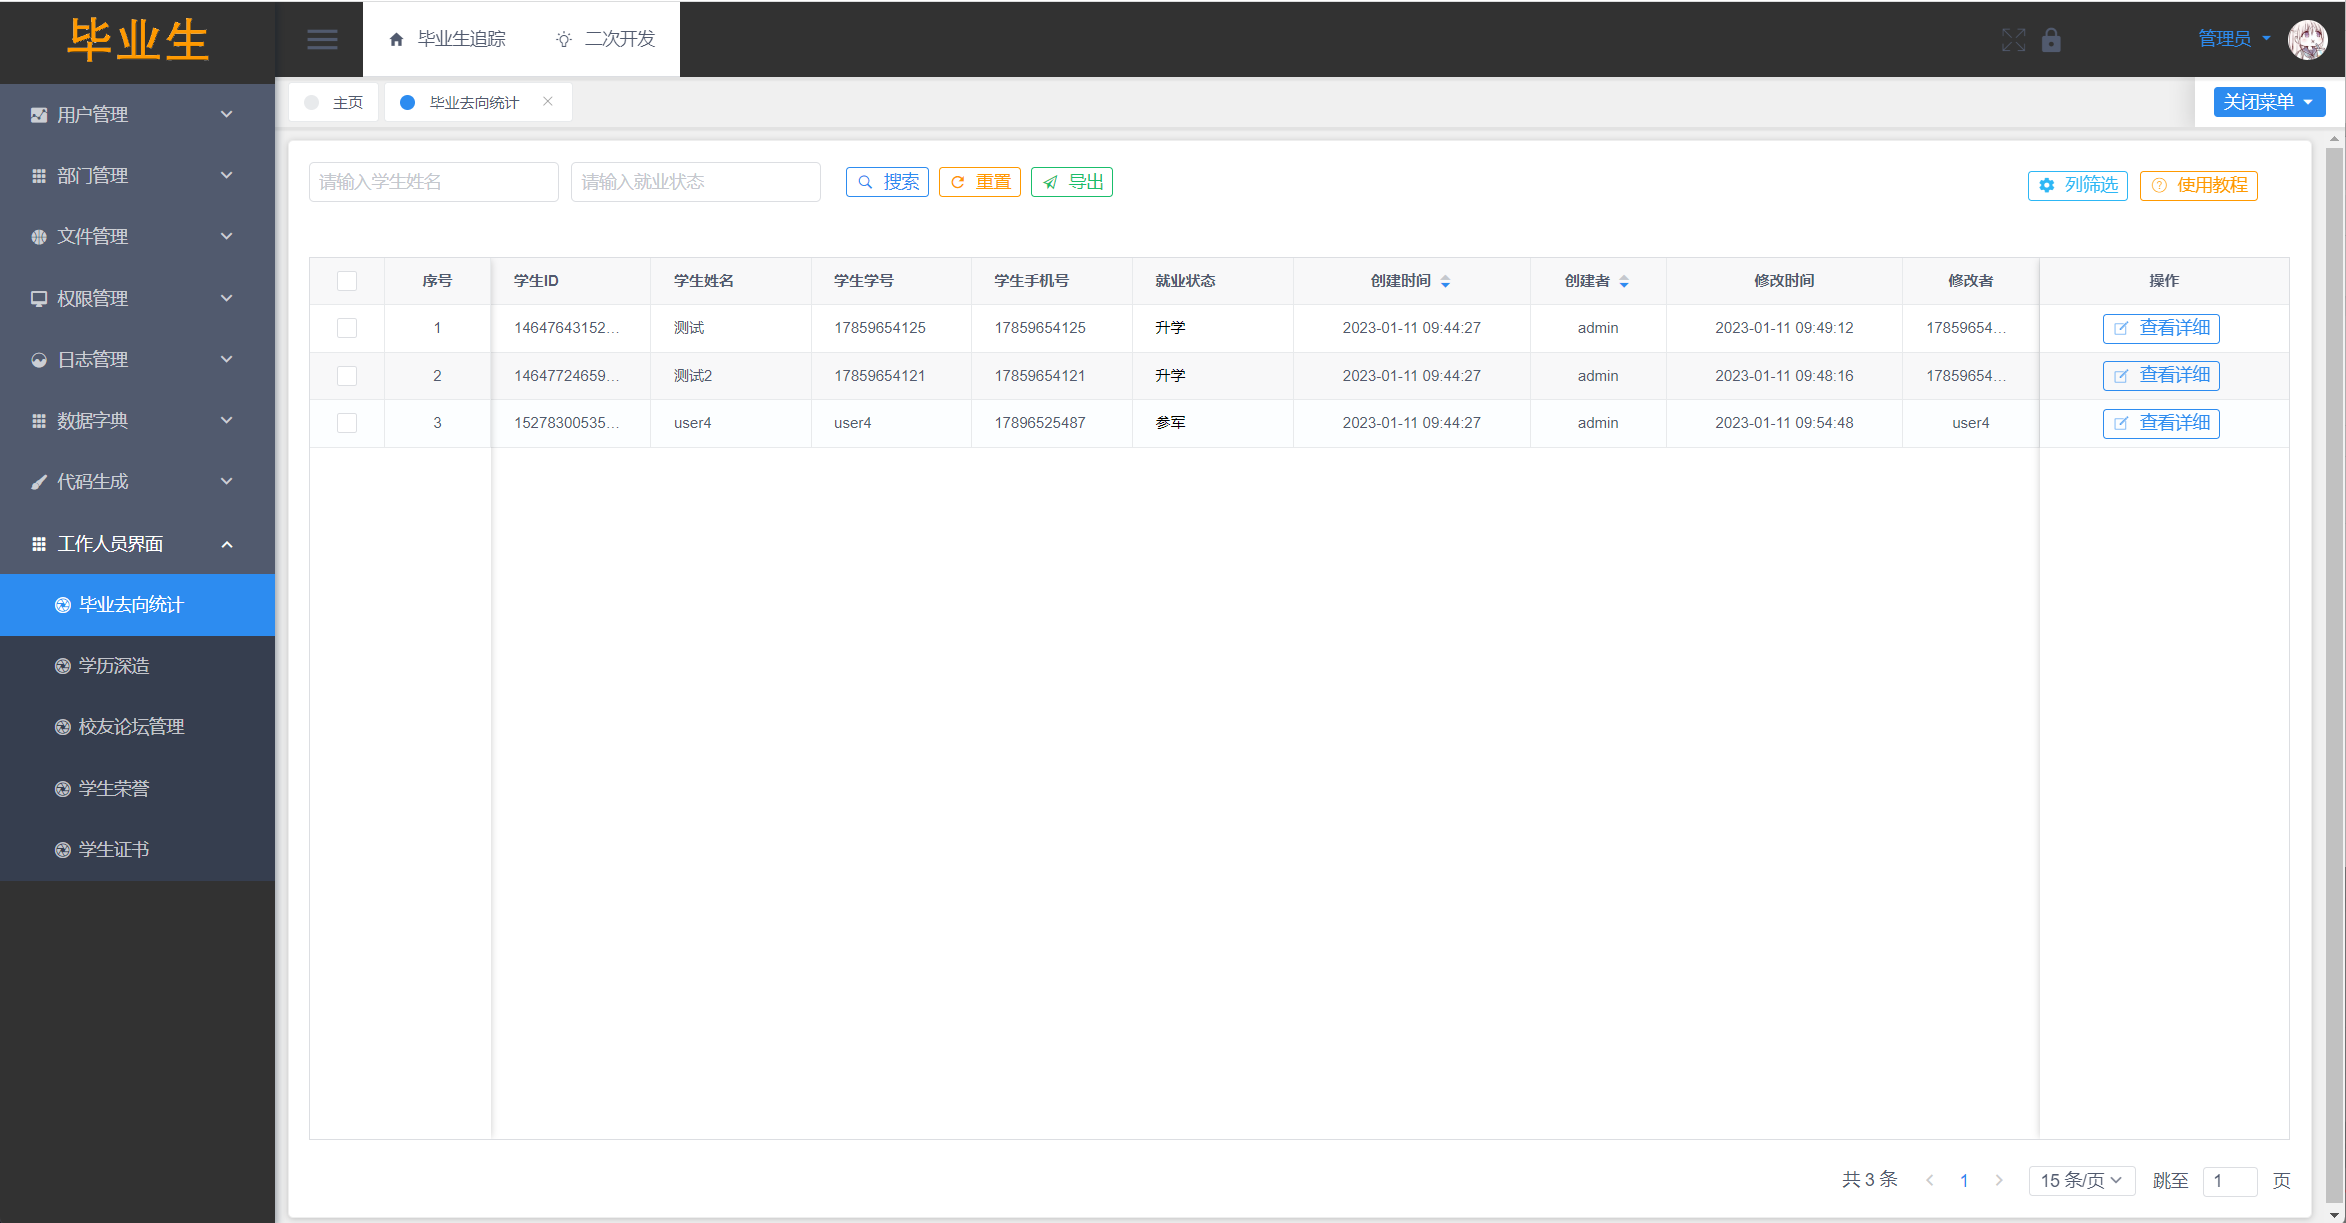 毕业生
毕业生追踪
二次开发
管理员
用户管理
部门管理
文件管理
权限管理
日志管理
数据字典
代码生成
工作人员界面
毕业去向统计
学历深造
校友论坛管理
学生荣誉
学生证书
主页
毕业去向统计
关闭菜单
请输入学生姓名 请输入就业状态 搜索 重置 导出 列筛选 使用教程
序号 学生ID 学生姓名 学生学号 学生手机号 就业状态 创建时间 创建者 修改时间 修改者 操作
1 14647643152... 测试 17859654125 17859654125 升学 2023-01-11 09:44:27 admin 2023-01-11 09:49:12 17859654... 查看详细
2 14647724659... 测试2 17859654121 17859654121 升学 2023-01-11 09:44:27 admin 2023-01-11 09:48:16 17859654... 查看详细
3 15278300535... user4 user4 17896525487 参军 2023-01-11 09:44:27 admin 2023-01-11 09:54:48 user4 查看详细
共 3 条 1 15 条/页 跳至 1 页